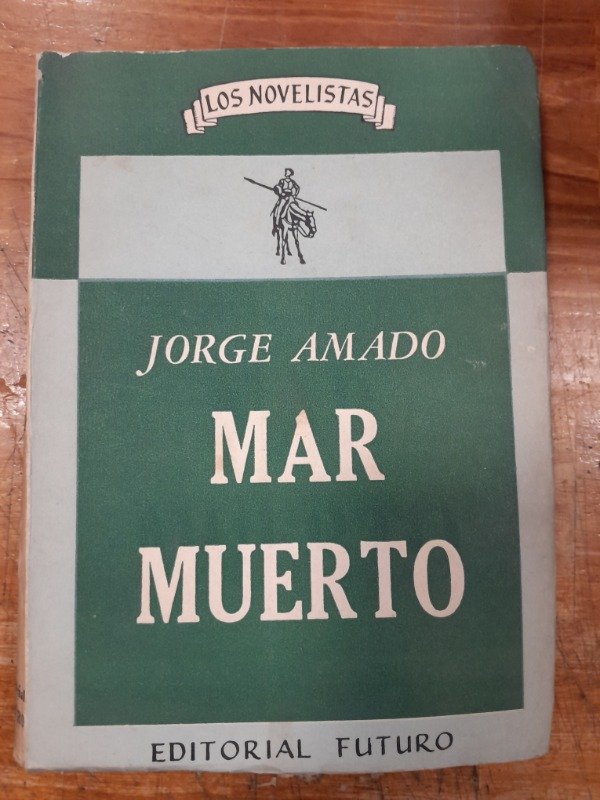 LOS NOVELISTAS
JORGE AMADO
MAR
MUERTO
EDITORIAL FUTURO